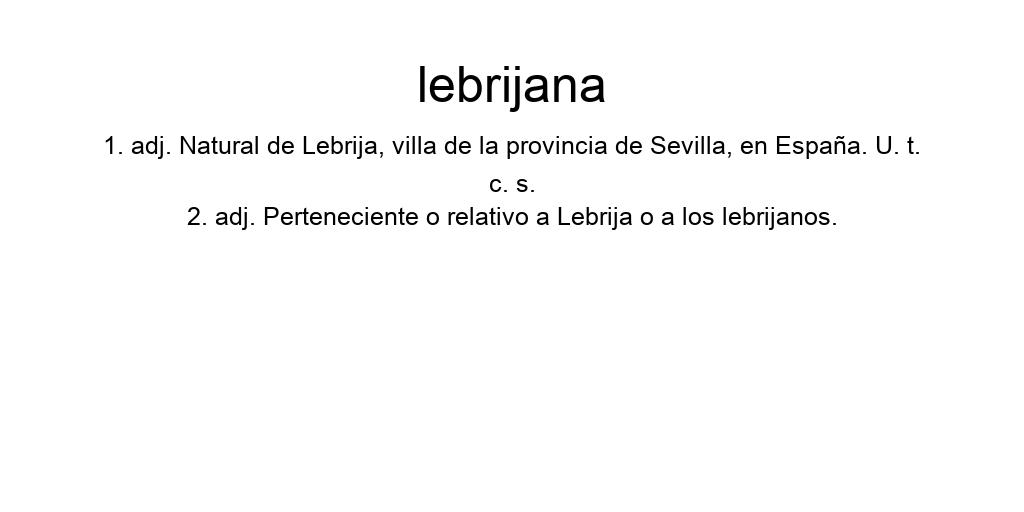 lebrijana
1. adj. Natural de Lebrija, villa de la provincia de Sevilla, en España. U. t.
c. s.
2. adj. Perteneciente o relativo a Lebrija o a los lebrijanos.